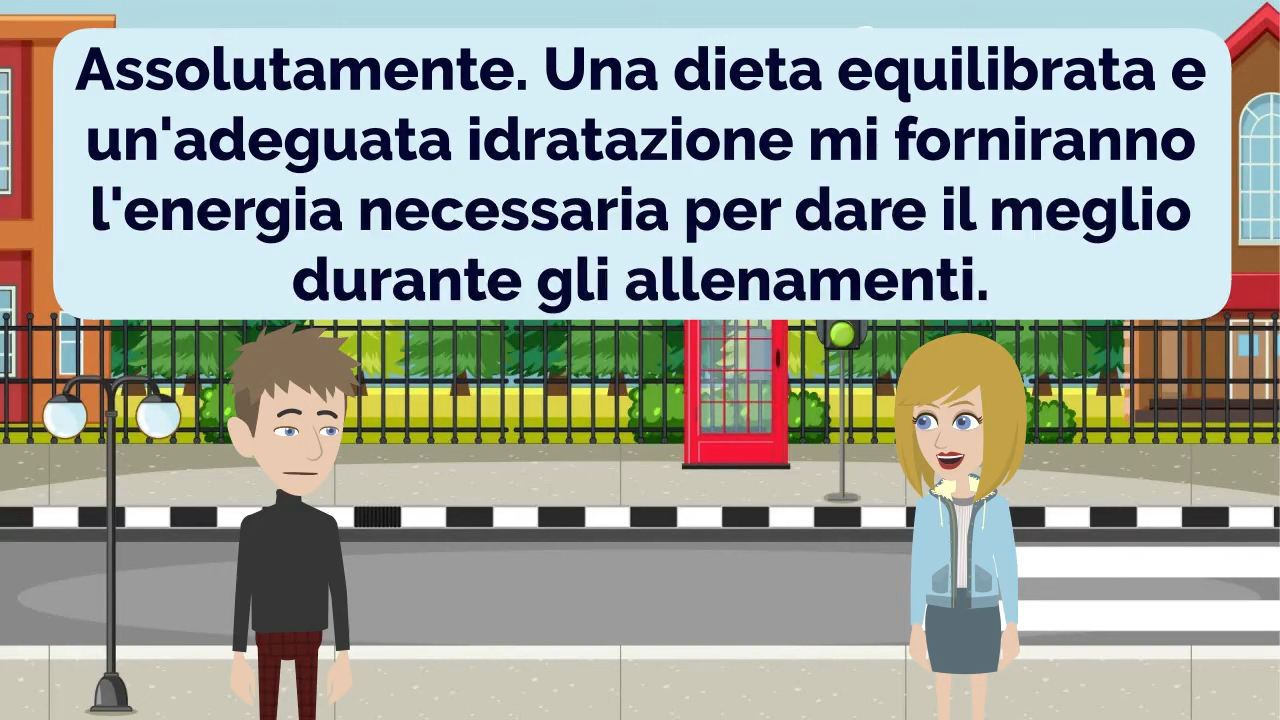 Assolutamente. Una dieta equilibrata e
un'adeguata idratazione mi forniranno
l'energia necessaria per dare il meglio
durante gli allenamenti.